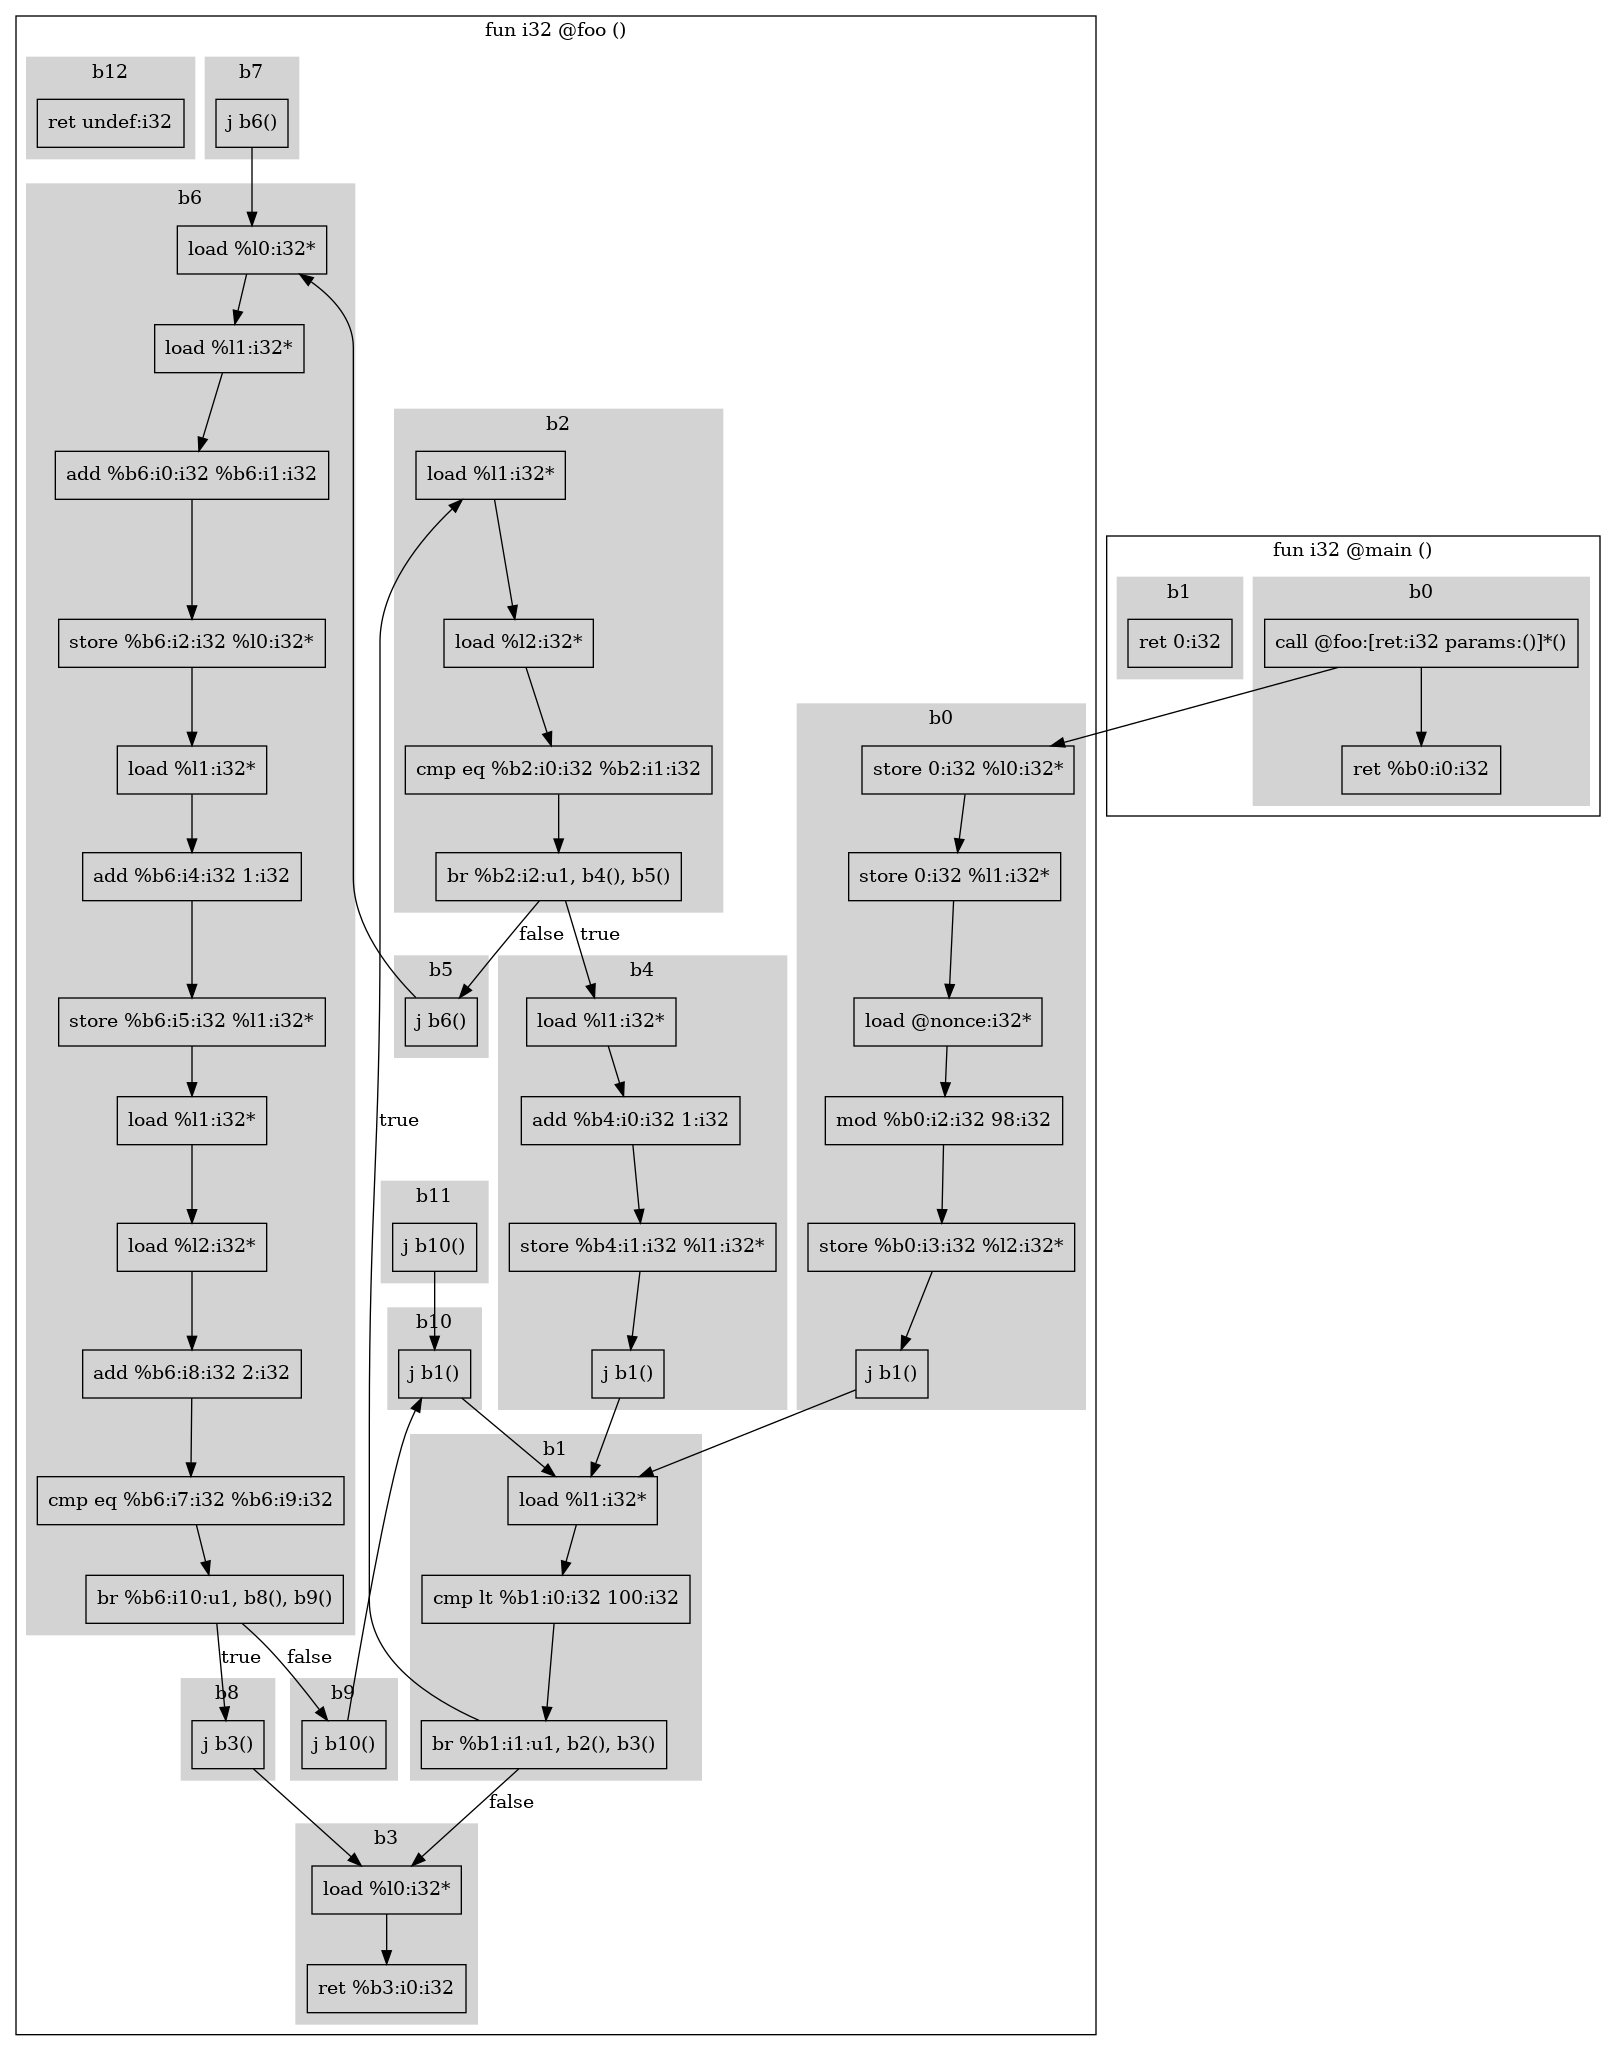 fun i32 @foo ()
b12
ret undef:i32
b7
j b6()
b6
load %l0:i32*
load %l1:i32*
add %b6:i0:i32 %b6:i1:i32
store %b6:i2:i32 %l0:i32*
load %l1:i32*
add %b6:i4:i32 1:i32
store %b6:i5:i32 %l1:i32*
load %l1:i32*
load %l2:i32*
add %b6:i8:i32 2:i32
cmp eq %b6:i7:i32 %b6:i9:i32
br %b6:i10:u1, b8(), b9()
true
false
b8
j b3()
b9
j b10()
b2
load %l1:i32*
load %l2:i32*
cmp eq %b2:i0:i32 %b2:i1:i32
br %b2:i2:u1, b4(), b5()
false
true
b5
j b6()
b4
load %l1:i32*
add %b4:i0:i32 1:i32
store %b4:i1:i32 %l1:i32*
j b1()
true
b11
j b10()
b10
j b1()
b0
store 0:i32 %l0:i32*
store 0:i32 %l1:i32*
load @nonce:i32*
mod %b0:i2:i32 98:i32
store %b0:i3:i32 %l2:i32*
j b1()
b1
load %l1:i32*
cmp lt %b1:i0:i32 100:i32
br %b1:i1:u1, b2(), b3()
false
b3
load %l0:i32*
ret %b3:i0:i32
fun i32 @main ()
b1
ret 0:i32
b0
call @foo:[ret:i32 params:()]*()
ret %b0:i0:i32